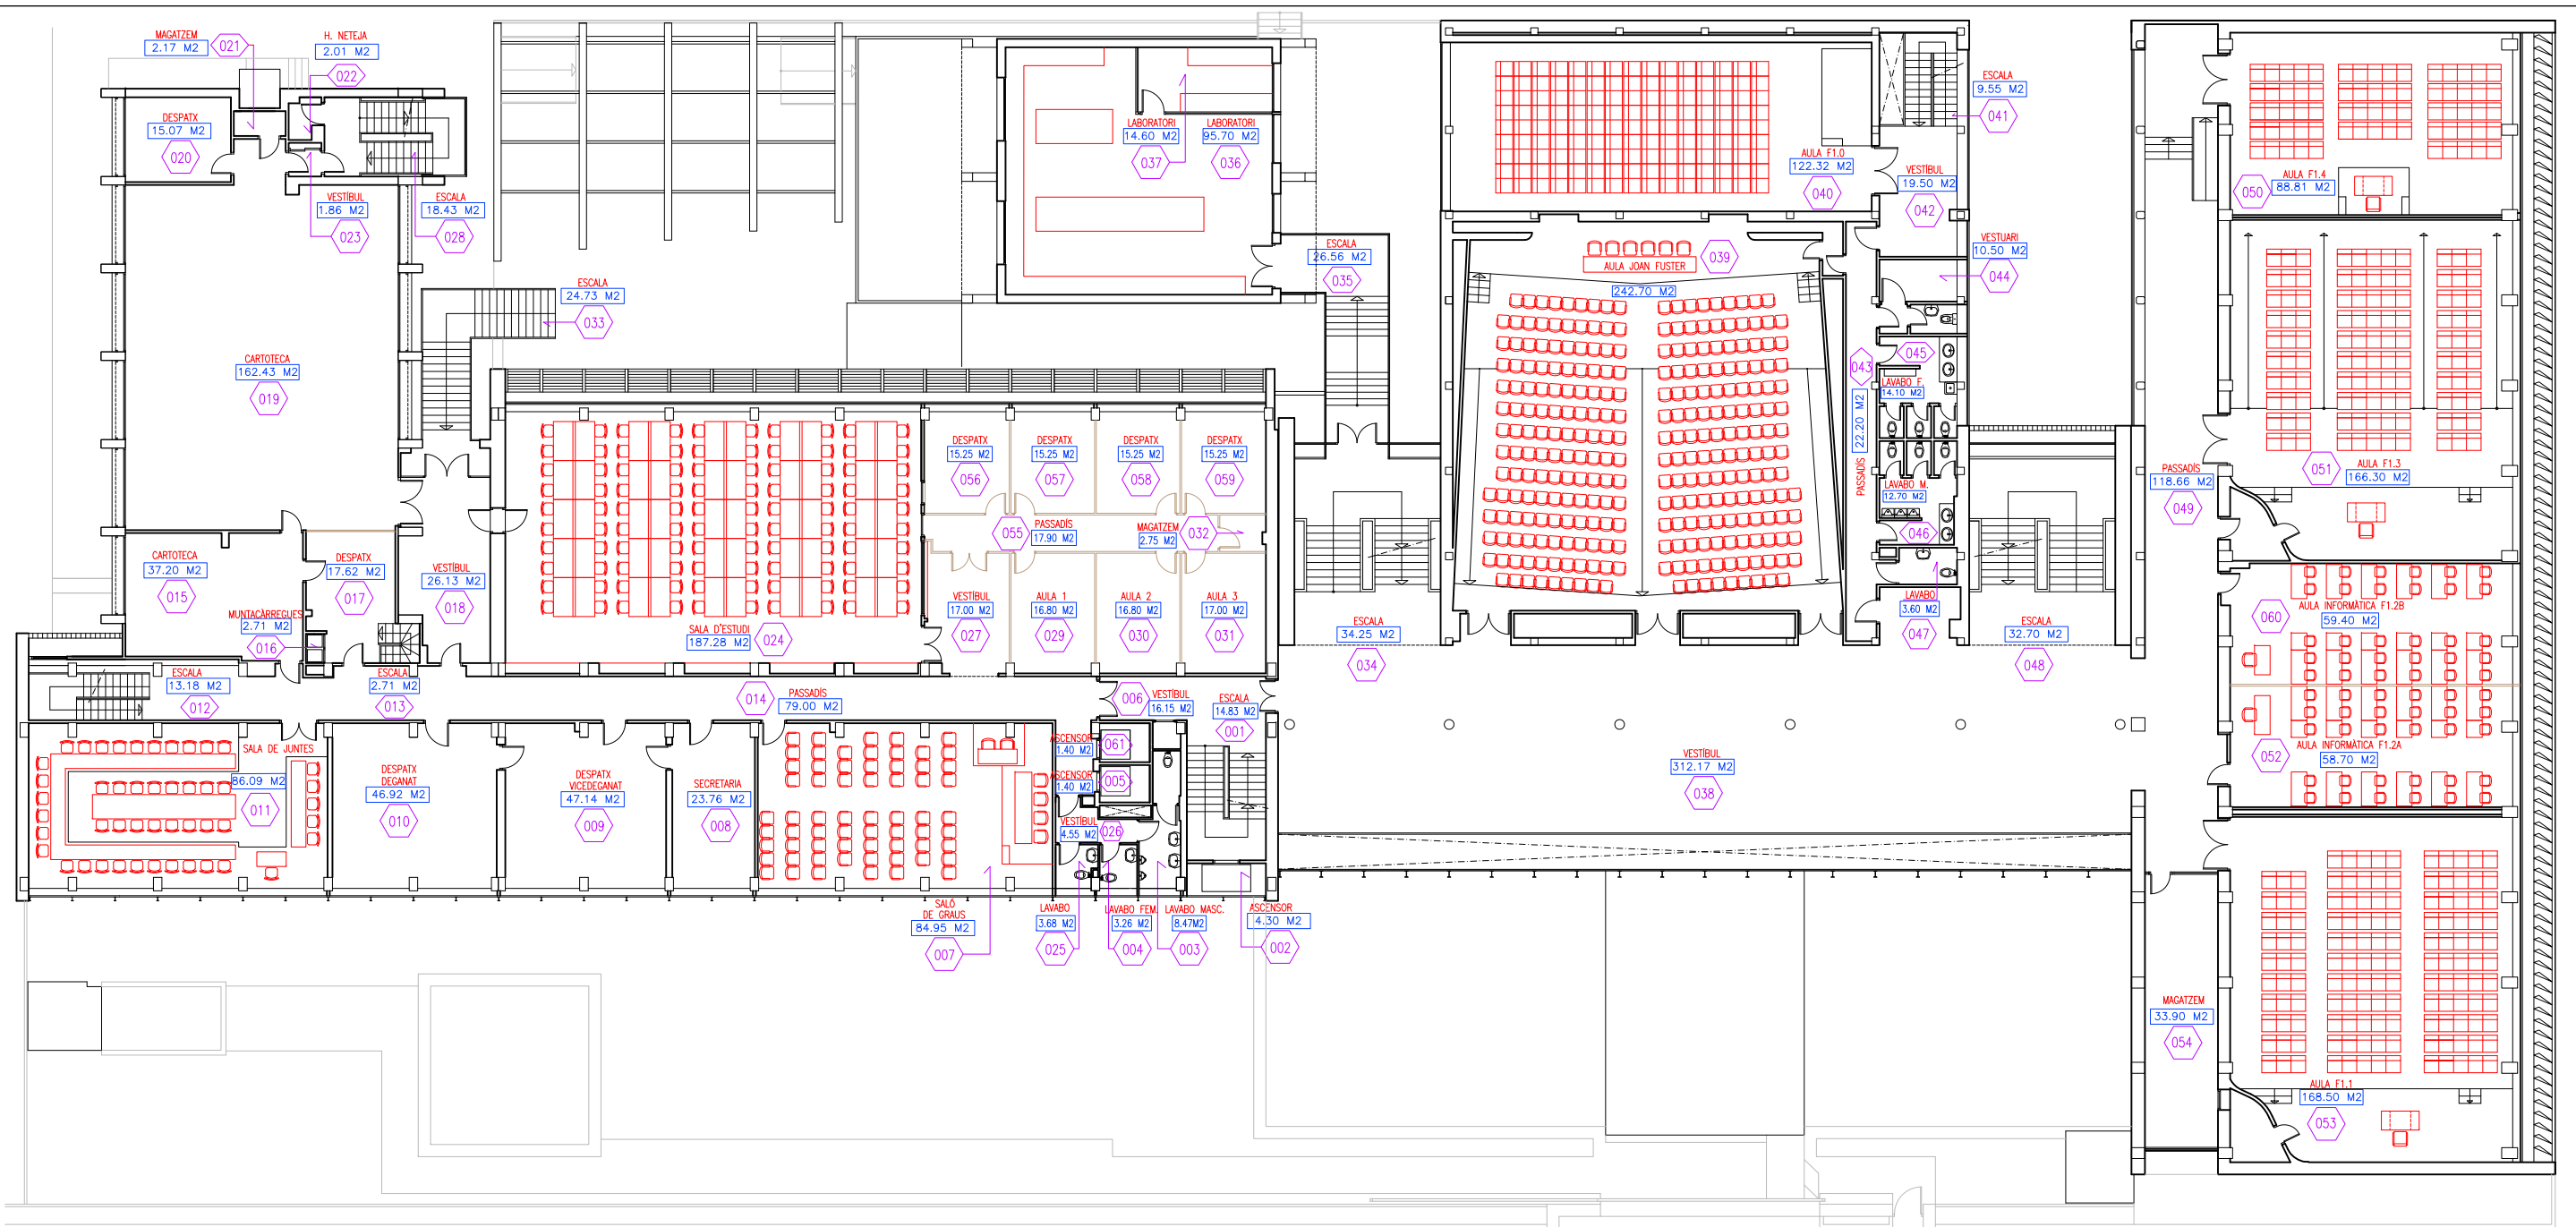 MAGATZEM
2.17 M2
021
H. NETEJA
2.01 M2
022
DESPATX
15.07 M2
020
VESTÍBUL
1.86 M2
023
ESCALA
18.43 M2
028
ESCALA
24.73 M2
033
CARTOTECA
162.43 M2
019
LABORATORI
14.60 M2
037
LABORATORI
95.70 M2
036
ESCALA
26.56 M2
035
AULA F1.0
122.32 M2
040
ESCALA
9.55 M2
041
VESTÍBUL
19.50 M2
042
VESTUARI
10.50 M2
044
039
AULA JOAN FUSTER
242.70 M2
043
22.20 M2
PASSADÍS
045
LAVABO F.
14.10 M2
LAVABO M.
12.70 M2
046
LAVABO
3.60 M2
047
AULA F1.4
88.81 M2
050
051
AULA F1.3
166.30 M2
PASSADÍS
118.66 M2
049
DESPATX
15.25 M2
056
DESPATX
15.25 M2
057
DESPATX
15.25 M2
058
DESPATX
15.25 M2
059
055
PASSADÍS
17.90 M2
MAGATZEM
2.75 M2
032
CARTOTECA
37.20 M2
015
DESPATX
17.62 M2
017
MUNTACÀRREGUES
2.71 M2
016
VESTÍBUL
26.13 M2
018
SALA D'ESTUDI
187.28 M2
024
VESTÍBUL
17.00 M2
027
AULA 1
16.80 M2
029
AULA 2
16.80 M2
030
AULA 3
17.00 M2
031
ESCALA
34.25 M2
034
ESCALA
32.70 M2
048
060
AULA INFORMÀTICA F1.2B
59.40 M2
AULA INFORMÀTICA F1.2A
58.70 M2
052
ESCALA
13.18 M2
012
ESCALA
2.71 M2
013
014
PASSADÍS
79.00 M2
006
VESTÍBUL
16.15 M2
ESCALA
14.83 M2
001
SALA DE JUNTES
86.09 M2
011
DESPATX
DEGANAT
46.92 M2
010
DESPATX
VICEDEGANAT
47.14 M2
009
SECRETARIA
23.76 M2
008
ASCENSOR
1.40 M2
061
ASCENSOR
1.40 M2
005
VESTÍBUL
4.55 M2
026
VESTÍBUL
312.17 M2
038
SALÓ
DE GRAUS
84.95 M2
007
LAVABO
3.68 M2
025
LAVABO FEM.
3.26 M2
004
LAVABO MASC.
8.47M2
003
ASCENSOR
4.30 M2
002
MAGATZEM
33.90 M2
054
AULA F1.1
168.50 M2
053